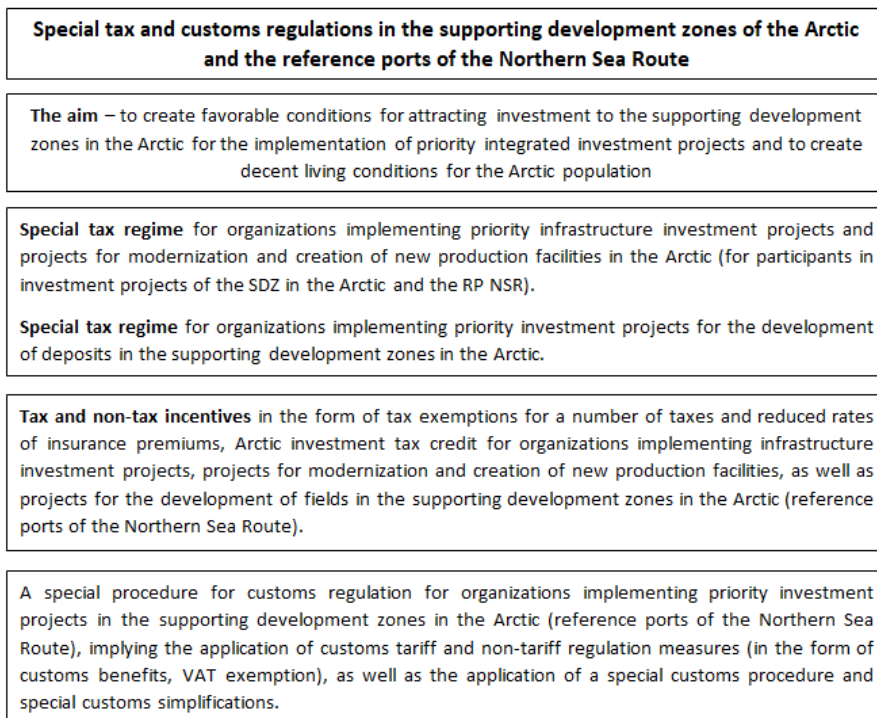 Special tax and customs regulations in the supporting development zones of the Arctic
and the reference ports of the Northern Sea Route
The aim – to create favorable conditions for attracting investment to the supporting development
zones in the Arctic for the implementation of priority integrated investment projects and to create
decent living conditions for the Arctic population
Special tax regime for organizations implementing priority infrastructure investment projects and
projects for modernization and creation of new production facilities in the Arctic (for participants in
investment projects of the SDZ in the Arctic and the RP NSR).
Special tax regime for organizations implementing priority investment projects for the development
of deposits in the supporting development zones in the Arctic.
Tax and non-tax incentives in the form of tax exemptions for a number of taxes and reduced rates
of insurance premiums, Arctic investment tax credit for organizations implementing infrastructure
investment projects, projects for modernization and creation of new production facilities, as well as
projects for the development of fields in the supporting development zones in the Arctic (reference
ports of the Northern Sea Route).
A special procedure for customs regulation for organizations implementing priority investment
projects in the supporting development zones in the Arctic (reference ports of the Northern Sea
Route), implying the application of customs tariff and non-tariff regulation measures (in the form of
customs benefits, VAT exemption), as well as the application of a special customs procedure and
special customs simplifications.